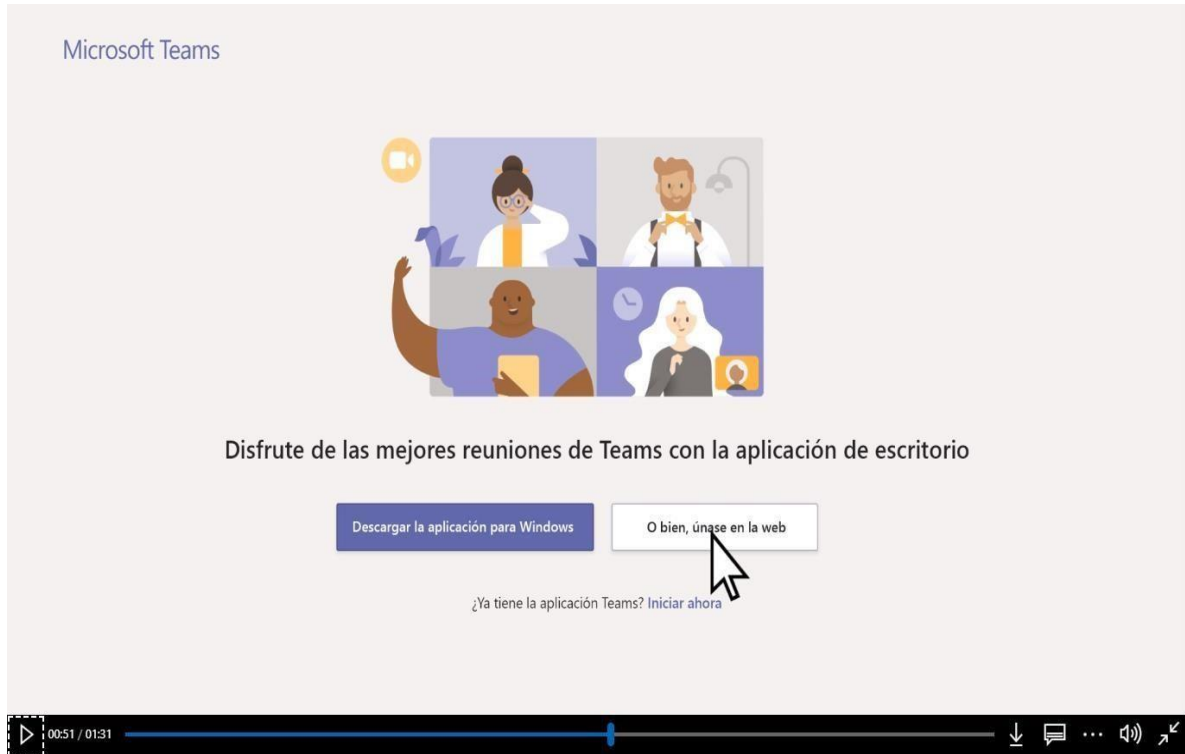 Microsoft Teams
Disfrute de las mejores reuniones de Teams con la aplicación de escritorio
Descargar la aplicación para Windows
O bien, únase en la web
¿Ya tiene la aplicación Teams? Iniciar ahora
00:51 / 01:31